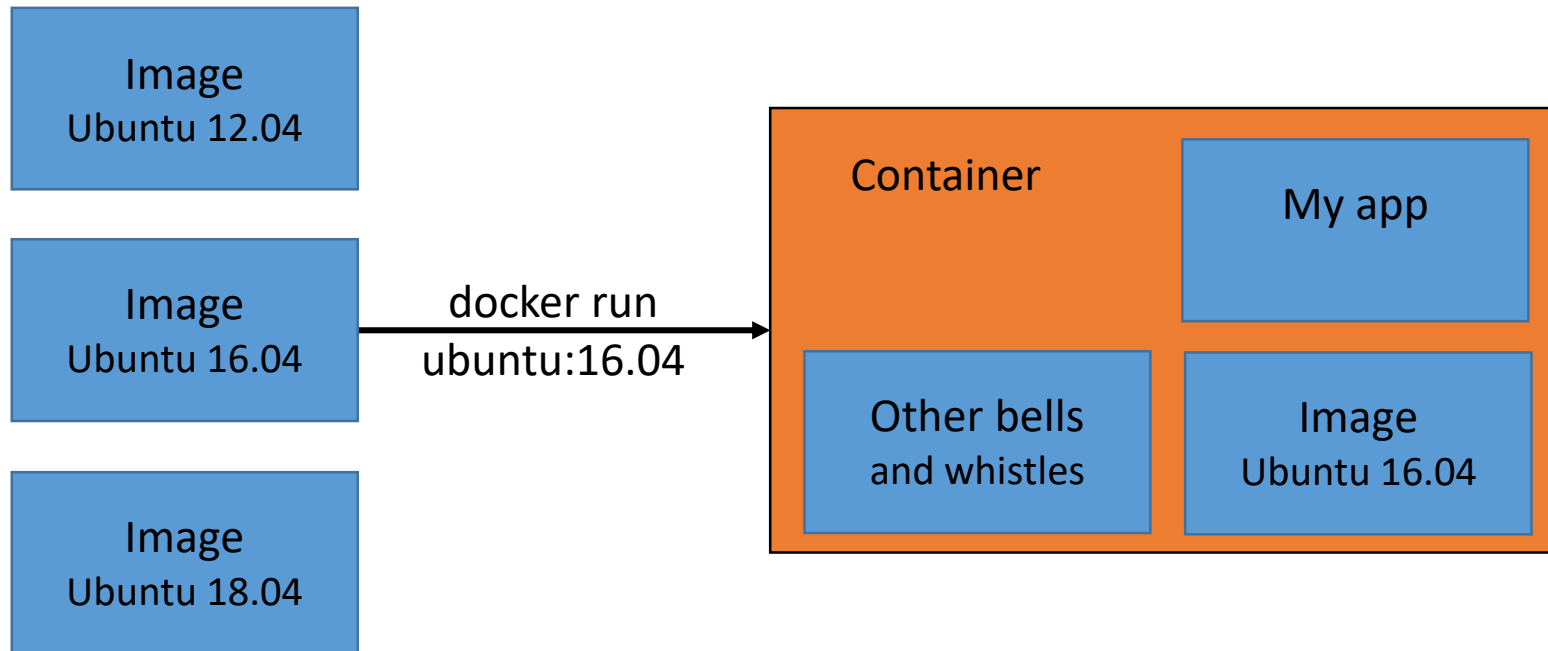 Image
Ubuntu 12.04
Image
Ubuntu 16.04
Image
Ubuntu 18.04
docker run
ubuntu:16.04
Container
My app
Other bells
and whistles
Image
Ubuntu 16.04